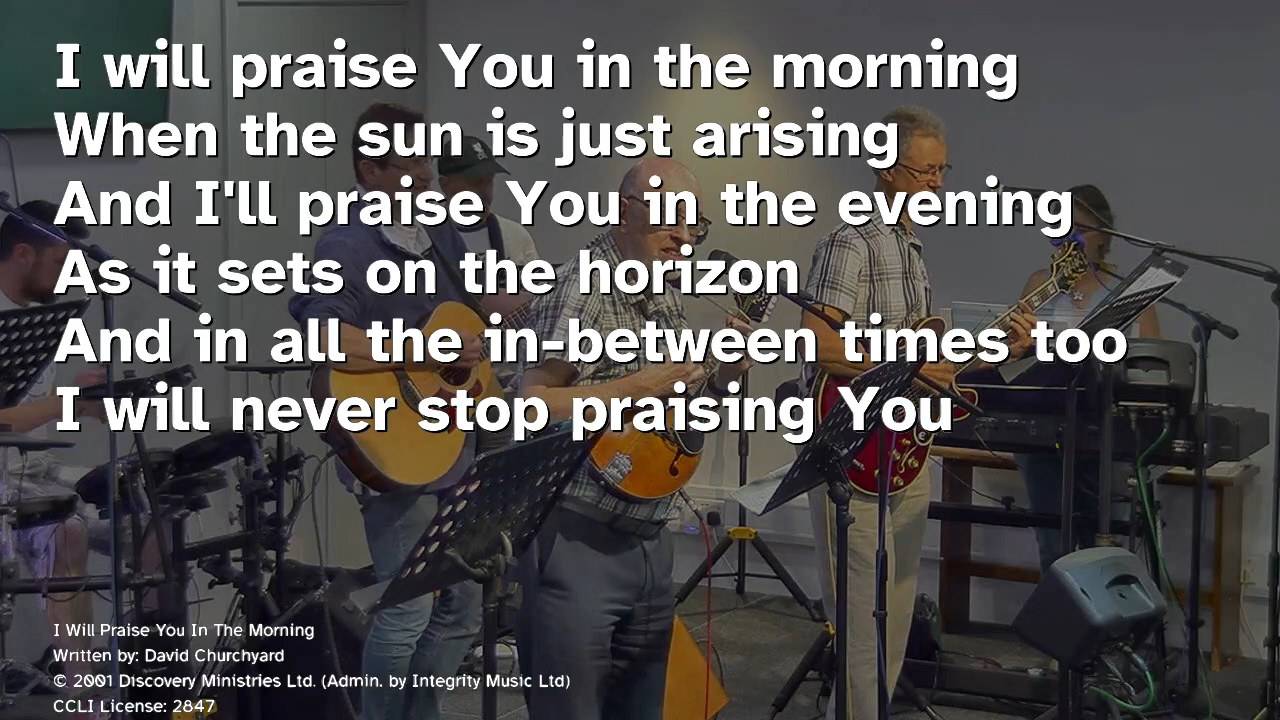 I will praise You in the morning
When the sun is just arising
And I'll praise You in the evening
As it sets on the horizon
And in all the in-between times too
I will never stop praising You
I Will Praise You In The Morning
Written by: David Churchyard
© 2001 Discovery Ministries Ltd. (Admin. by Integrity Music Ltd)
CCLI License: 2847